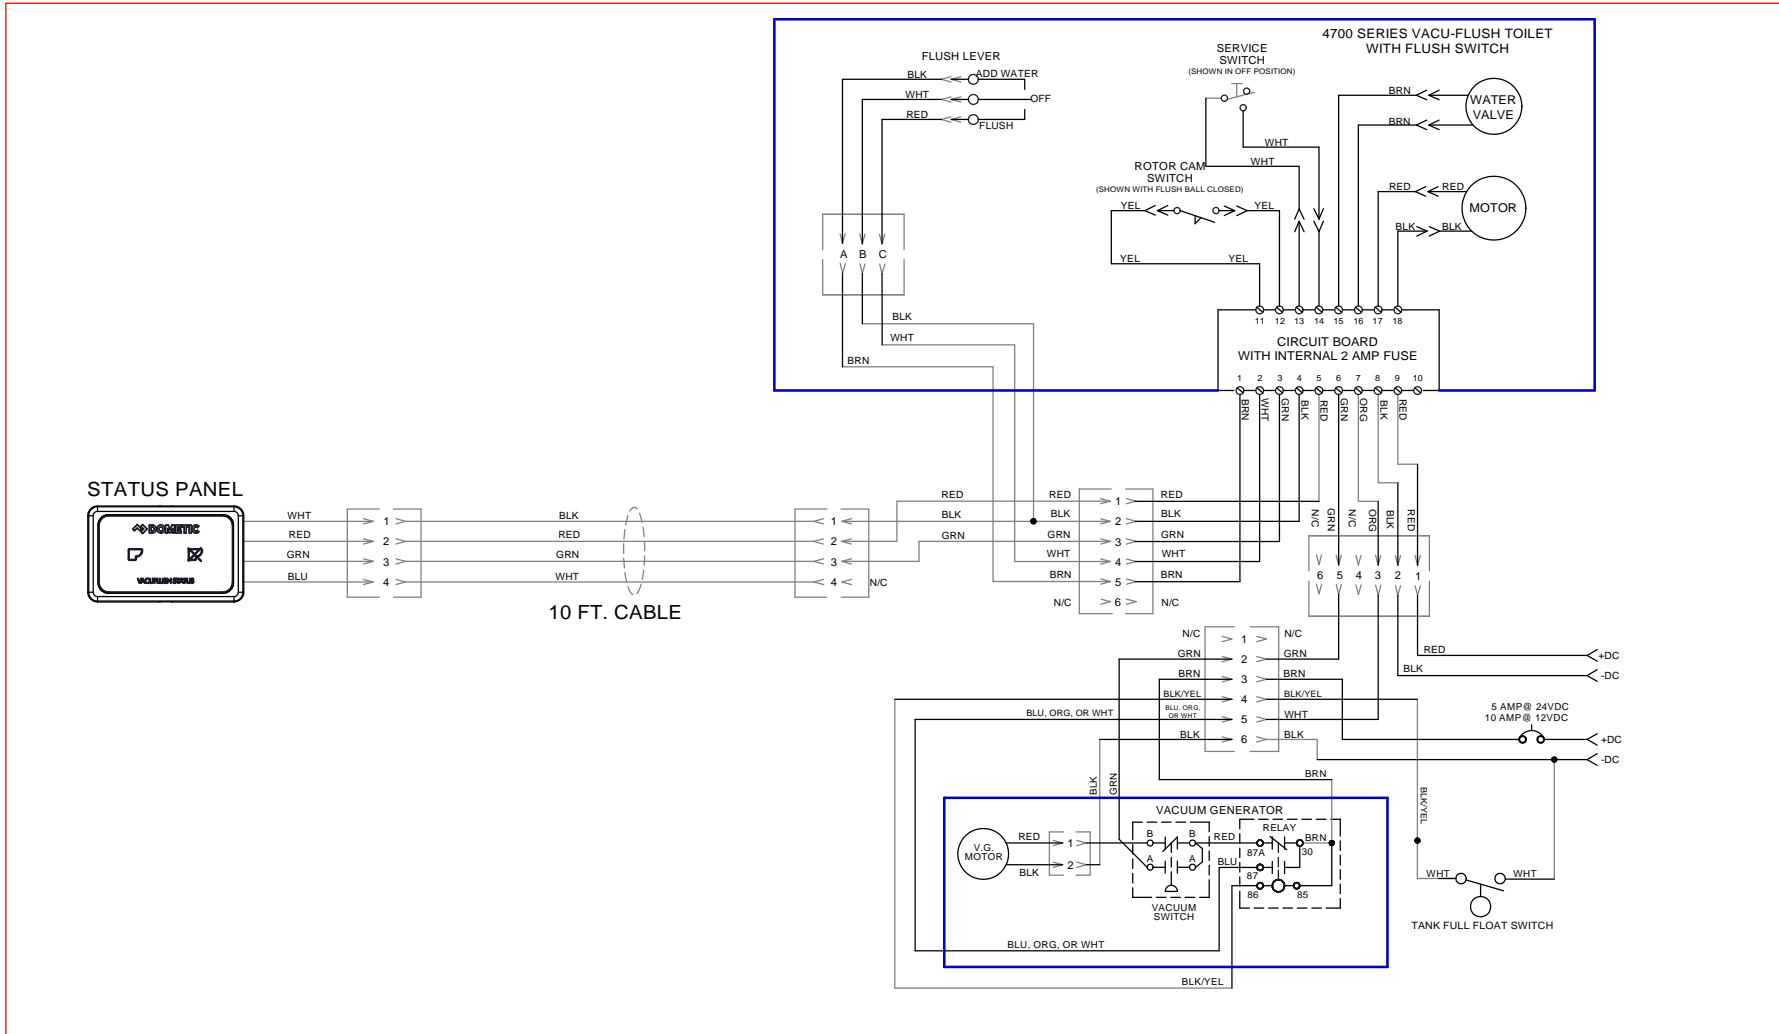 4700 SERIES VACU-FLUSH TOILET
WITH FLUSH SWITCH
FLUSH LEVER
BLK
ADD WATER
WHT
OFF
RED
FLUSH
SERVICE
SWITCH
(SHOWN IN OFF POSITION)
WHT
WHT
ROTOR CAM
SWITCH
(SHOWN WITH FLUSH BALL CLOSED)
YEL
YEL
YEL
YEL
BRN
BRN
WATER
VALVE
RED
RED
BLK
BLK
MOTOR
A B C
BLK
WHT
BRN
11 12 13 14 15 16 17 18
CIRCUIT BOARD
WITH INTERNAL 2 AMP FUSE
1 2 3 4 5 6 7 8 9 10
BRN WHT GRN BLK RED GRN ORG BLK RED
STATUS PANEL
DOMETIC
VACUFLUSH STATUS
WHT 1 BLK
RED 2 RED
GRN 3 GRN
BLU 4 WHT
10 FT. CABLE
1
2
3
4 N/C
RED RED 1 RED
BLK BLK 2 BLK
GRN GRN 3 GRN
WHT 4 WHT
BRN 5 BRN
N/C 6 N/C
N/C GRN N/C ORG BLK RED
6 5 4 3 2 1
RED +DC
BLK -DC
N/C 1 N/C
GRN 2 GRN
BRN 3 BRN
BLK/YEL 4 BLK/YEL
BLU, ORG, OR WHT
BLU, ORG,
OR WHT
5 WHT
BLK 6 BLK
5 AMP@ 24VDC
10 AMP@ 12VDC
+DC
-DC
BLK
GRN
BRN
BLK/YEL
VACUUM GENERATOR
V.G.
MOTOR
RED 1
BLK 2
B B
A A
VACUUM
SWITCH
RED
BLU
RELAY
87A 30 BRN
87
86 85
BLU, ORG, OR WHT
BLK/YEL
WHT WHT
TANK FULL FLOAT SWITCH